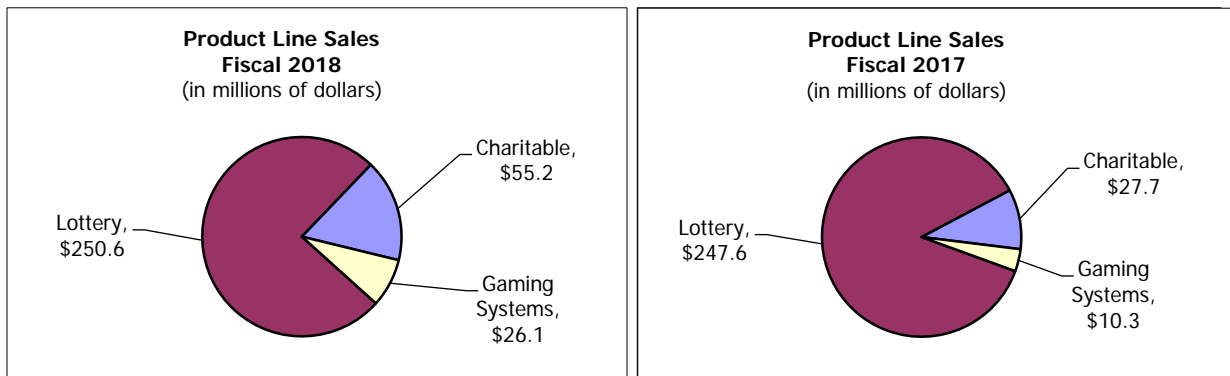 Product Line Sales
Fiscal 2018
(in millions of dollars)
Charitable,
$55.2
Lottery,
$250.6
Gaming
Systems,
$26.1
Product Line Sales
Fiscal 2017
(in millions of dollars)
Charitable,
$27.7
Lottery,
$247.6
Gaming
Systems,
$10.3